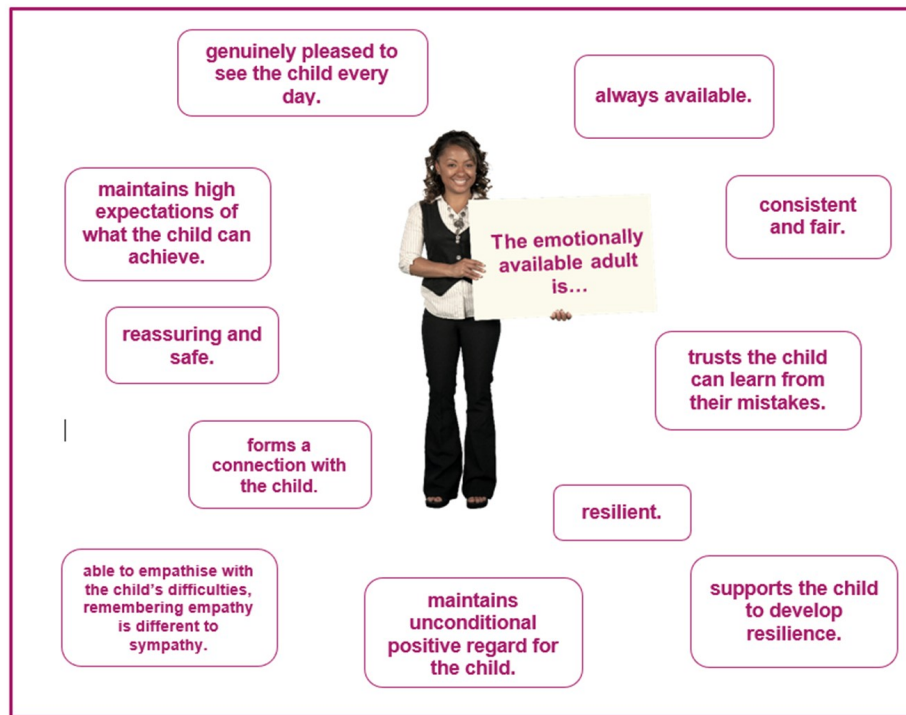 genuinely pleased to
see the child every
day.
always available.
maintains high
expectations of
what the child can
achieve.
The emotionally
available adult
is…
consistent
and fair.
reassuring and
safe.
trusts the child
can learn from
their mistakes.
forms a
connection with
the child.
resilient.
able to empathise with
the child’s difficulties,
remembering empathy
is different to
sympathy.
maintains
unconditional
positive regard for
the child.
supports the child
to develop
resilience.